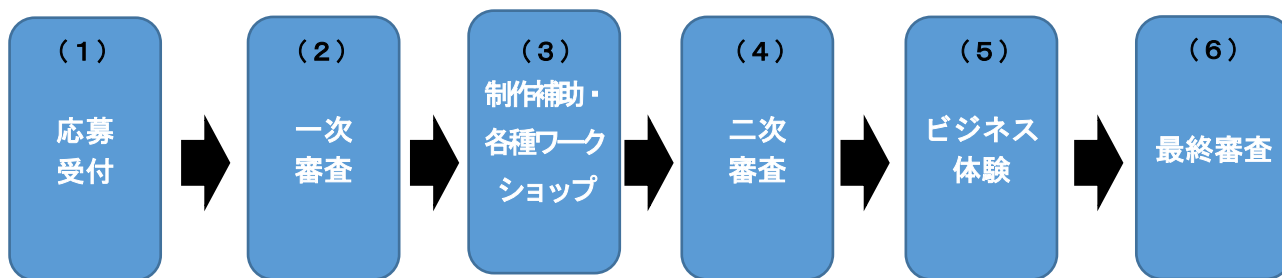 (1)
応募
受付
(2)
一次
審査
(3)
制作補助・
各種ワーク
ショップ
(4)
二次
審査
(5)
ビジネス
体験
(6)
最終審査